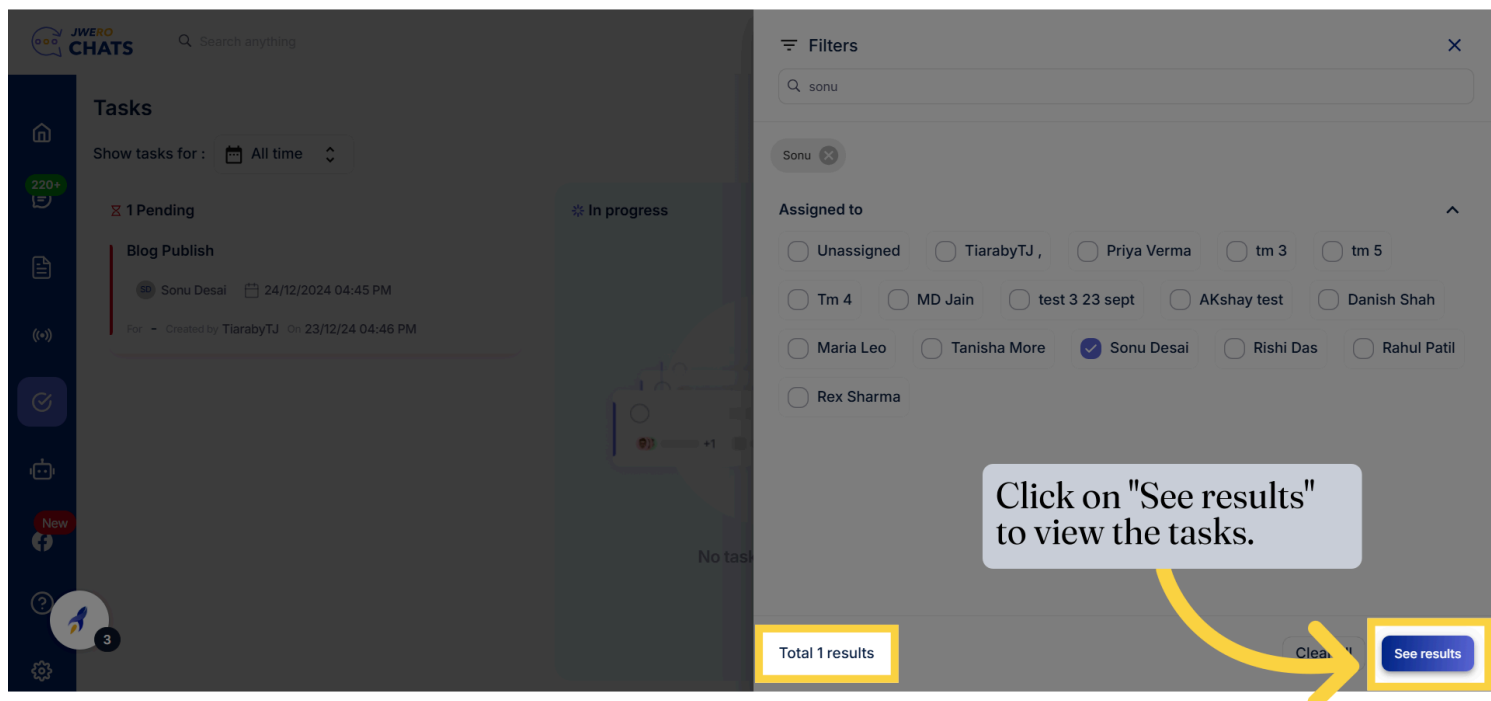 JWERO
CHATS
Search anything
Tasks
Show tasks for :
All time
220+
1 Pending
In progress
Blog Publish
SD
Sonu Desai
24/12/2024 04:45 PM
For - Created by TiarabyTJ On 23/12/24 04:46 PM
+1
No task
New
3
Filters
sonu
Sonu
Assigned to
Unassigned
TiarabyTJ ,
Priya Verma
tm 3
tm 5
Tm 4
MD Jain
test 3 23 sept
AKshay test
Danish Shah
Maria Leo
Tanisha More
Sonu Desai
Rishi Das
Rahul Patil
Rex Sharma
Click on "See results"
to view the tasks.
Total 1 results
See results